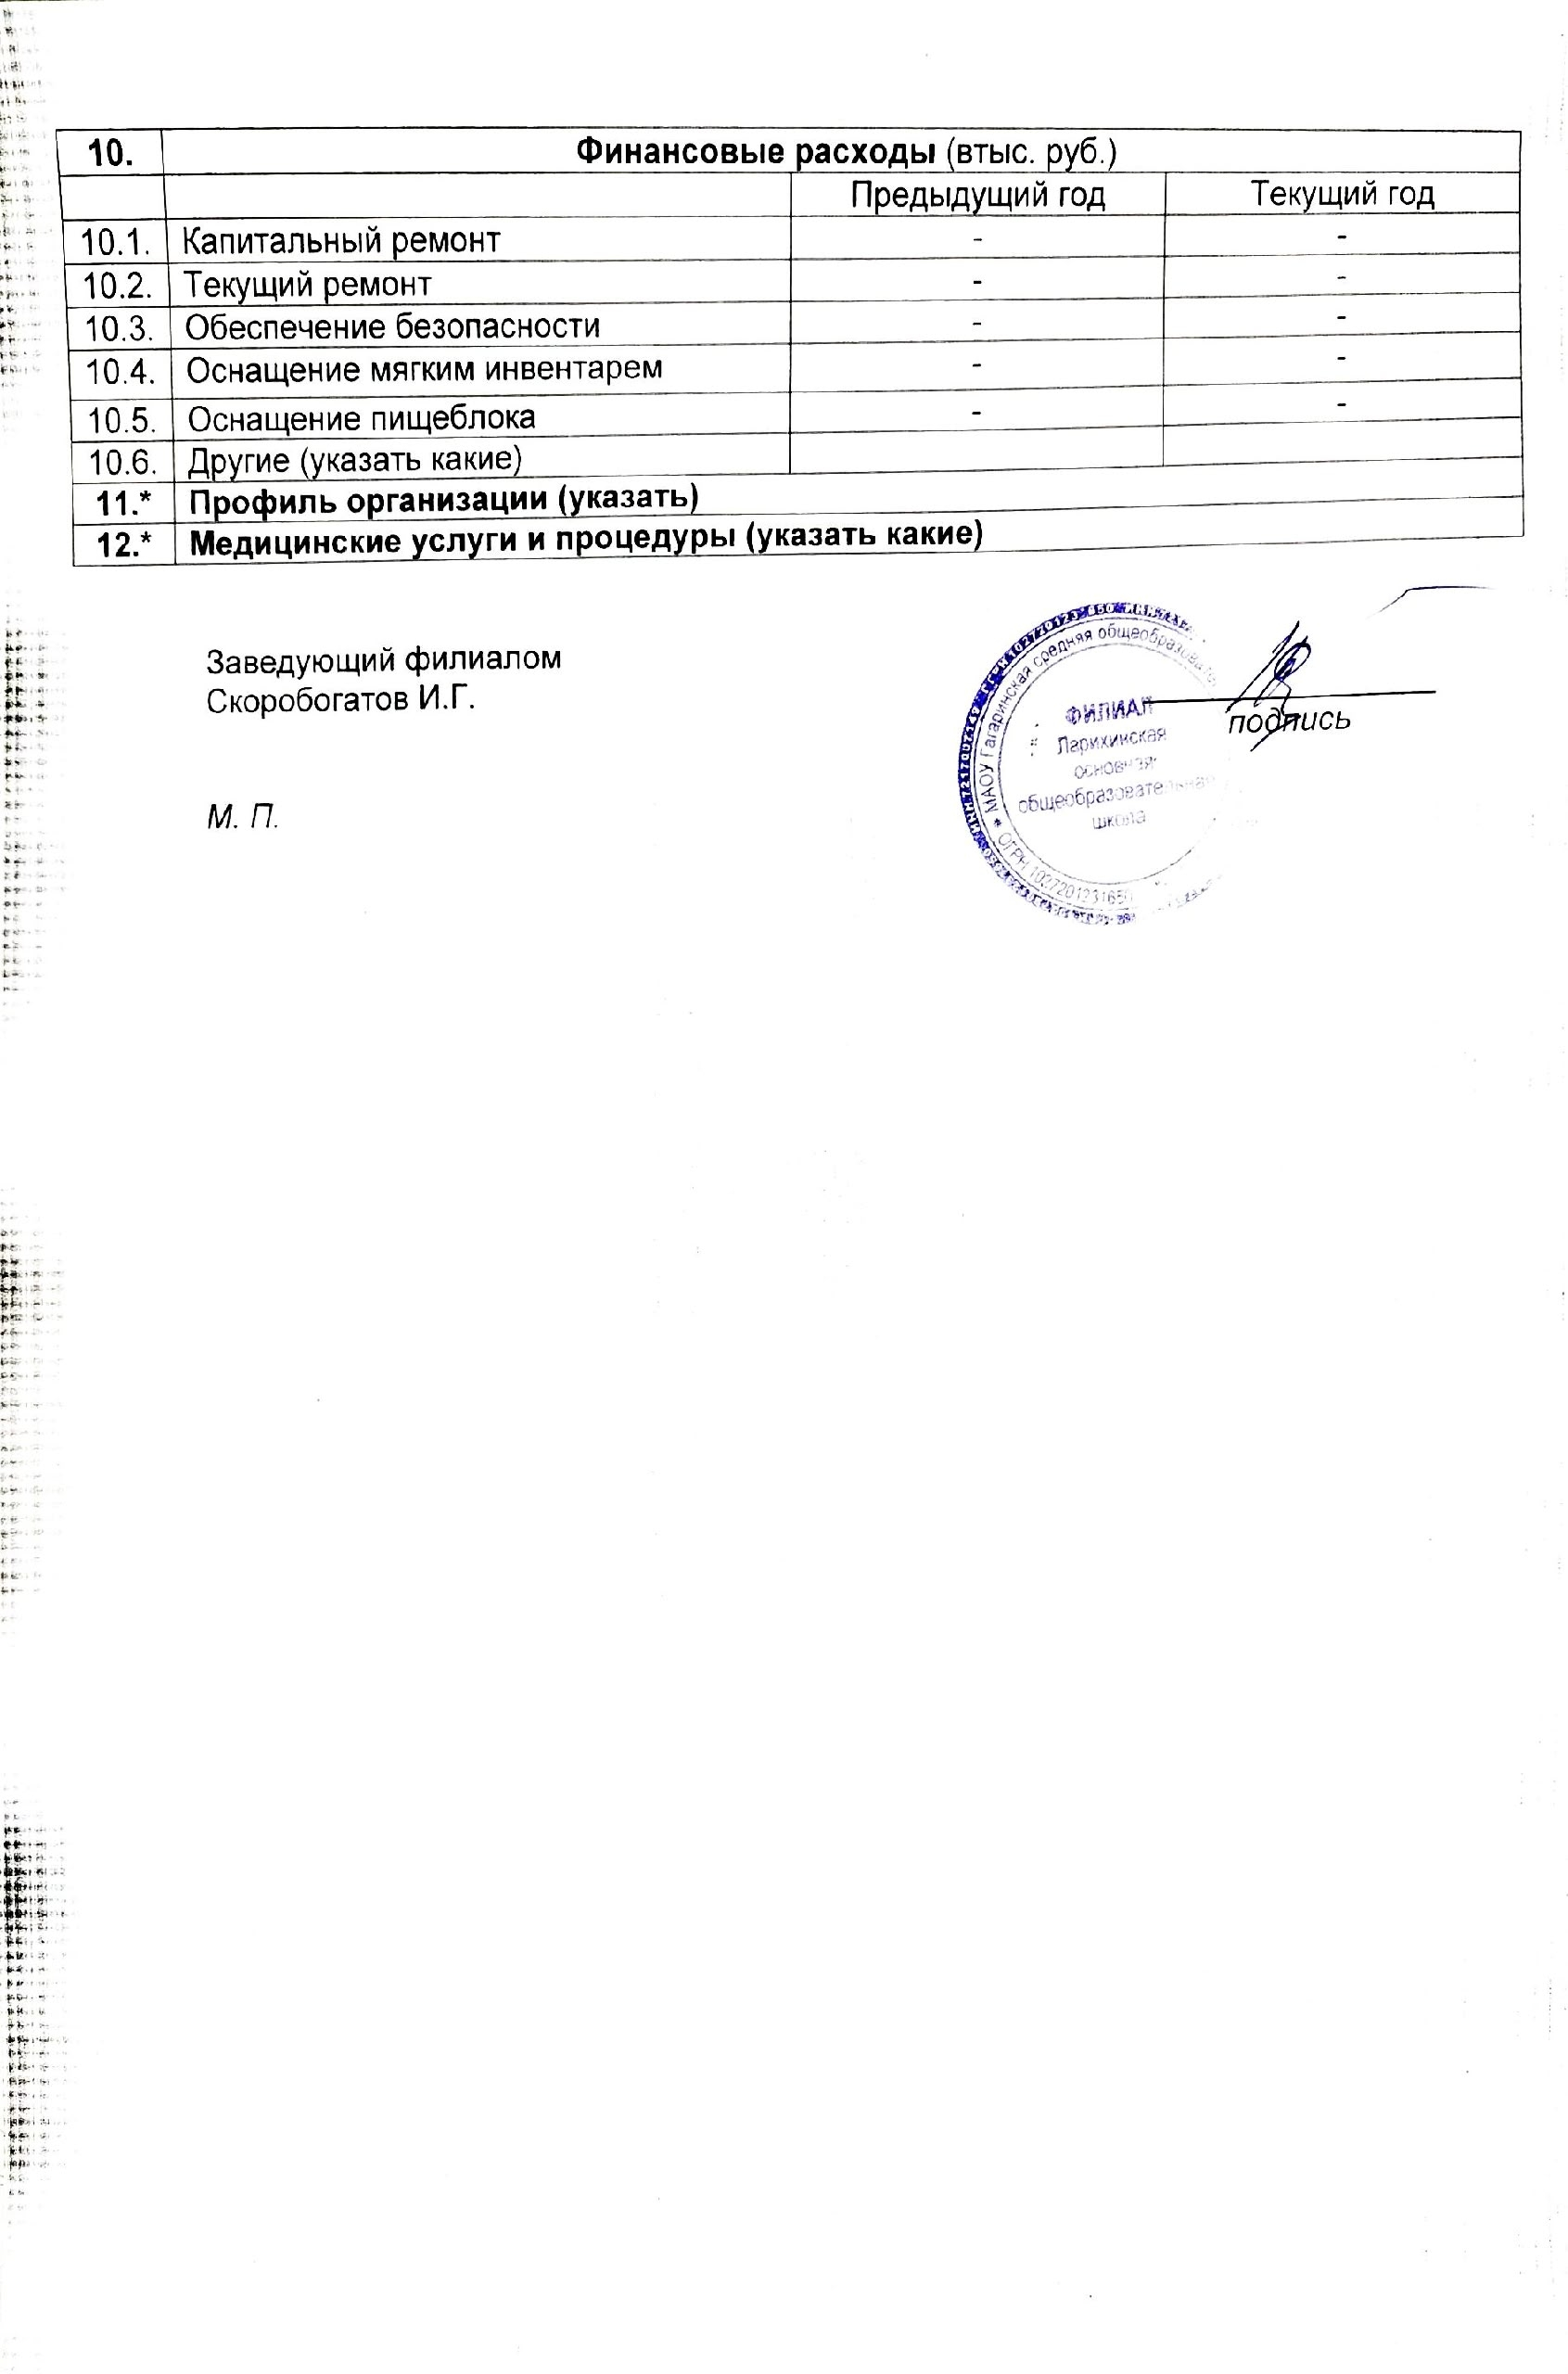 10. Финансовые расходы (втыс. руб.)
Предыдущий год Текущий год
10.1. Капитальный ремонт - -
10.2. Текущий ремонт - -
10.3. Обеспечение безопасности - -
10.4. Оснащение мягким инвентарем - -
10.5. Оснащение пищеблока - -
10.6. Другие (указать какие)
11.* Профиль организации (указать)
12.* Медицинские услуги и процедуры (указать какие)
Заведующий филиалом
Скоробогатов И.Г.
подпись
М. П.
МАОУ Гагаринская средняя
ФИЛИАЛ
Ларихинская
основная
общеобразовательная
школа